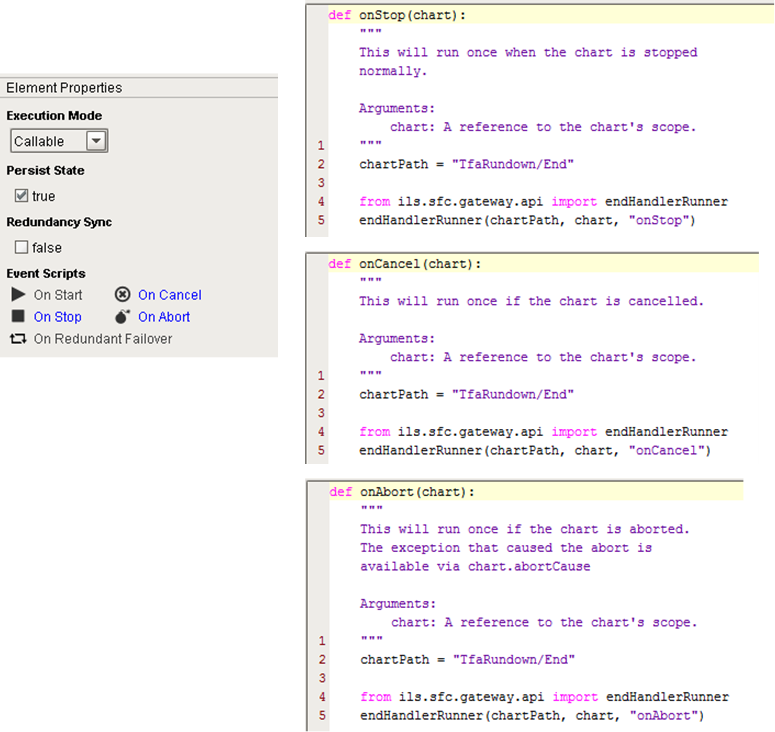 Element Properties
Execution Mode
Callable
Persist State
true
Redundancy Sync
false
Event Scripts
On Start On Cancel
On Stop On Abort
On Redundant Failover
def onStop(chart):
"""
This will run once when the chart is stopped
normally.
Arguments:
chart: A reference to the chart's scope.
1 """
2 chartPath = "TfaRundown/End"
3
4 from ils.sfc.gateway.api import endHandlerRunner
5 endHandlerRunner(chartPath, chart, "onStop")
def onCancel(chart):
"""
This will run once if the chart is cancelled.
Arguments:
chart: A reference to the chart's scope.
1 """
2 chartPath = "TfaRundown/End"
3
4 from ils.sfc.gateway.api import endHandlerRunner
5 endHandlerRunner(chartPath, chart, "onCancel")
def onAbort(chart):
"""
This will run once if the chart is aborted.
The exception that caused the abort is
available via chart.abortCause
Arguments:
chart: A reference to the chart's scope.
1 """
2 chartPath = "TfaRundown/End"
3
4 from ils.sfc.gateway.api import endHandlerRunner
5 endHandlerRunner(chartPath, chart, "onAbort")